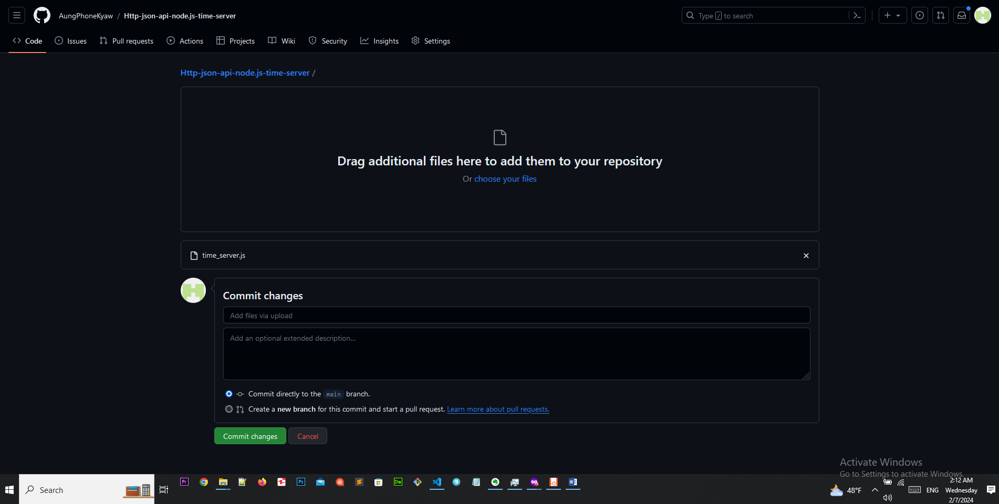 AungPhoneKyaw / Http-json-api-node.js-time-server
Type / to search
Code Issues Pull requests Actions Projects Wiki Security Insights Settings
Http-json-api-node.js-time-server /
Drag additional files here to add them to your repository
Or choose your files
time_server.js
Commit changes
Add files via upload
Add an optional extended description...
Commit directly to the main branch.
Create a new branch for this commit and start a pull request. Learn more about pull requests.
Commit changes Cancel
Activate Windows
Go to Settings to activate Windows.
Search
Pr
Ps
Dw
48°F
ENG
2:12 AM
Wednesday
2/7/2024